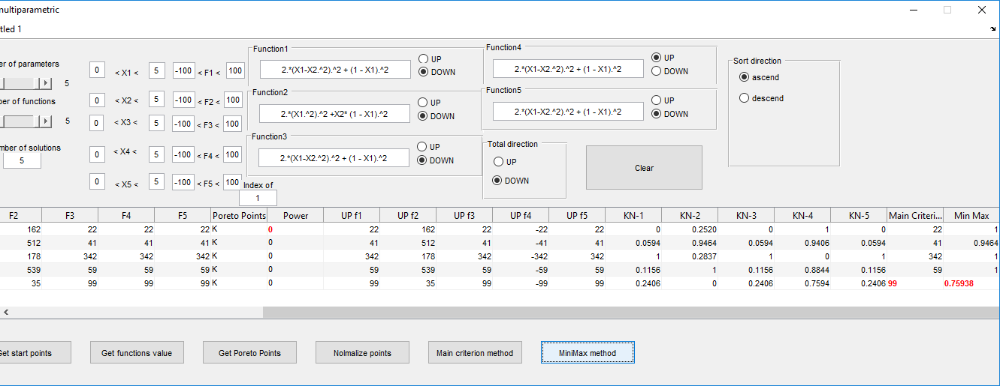 multiparametric
tled 1
er of parameters
5
ber of functions
5
mber of solutions
5
0 < X1 < 5 -100 < F1 < 100
0 < X2 < 5 -100 < F2 < 100
0 < X3 < 5 -100 < F3 < 100
0 < X4 < 5 -100 < F4 < 100
0 < X5 < 5 -100 < F5 < 100
Function1
2.*(X1-X2.^2).^2 + (1 - X1).^2
UP
DOWN
Function2
2.*(X1.^2).^2 +X2* (1 - X1).^2
UP
DOWN
Function3
2.*(X1-X2.^2).^2 + (1 - X1).^2
UP
DOWN
Index of
1
Function4
2.*(X1-X2.^2).^2 + (1 - X1).^2
UP
DOWN
Function5
2.*(X1-X2.^2).^2 + (1 - X1).^2
UP
DOWN
Total direction
UP
DOWN
Clear
Sort direction
ascend
descend
F2 F3 F4 F5 Poreto Points Power UP f1 UP f2 UP f3 UP f4 UP f5 KN-1 KN-2 KN-3 KN-4 KN-5 Main Criteri... Min Max
162 22 22 22 K 0 22 162 22 -22 22 0 0.2520 0 1 0 22 1
512 41 41 41 K 0 41 512 41 -41 41 0.0594 0.9464 0.0594 0.9406 0.0594 41 0.9464
178 342 342 342 K 0 342 178 342 -342 342 1 0.2837 1 0 1 342 1
539 59 59 59 K 0 59 539 59 -59 59 0.1156 1 0.1156 0.8844 0.1156 59 1
35 99 99 99 K 0 99 35 99 -99 99 0.2406 0 0.2406 0.7594 0.2406 99 0.75938
Get start points
Get functions value
Get Poreto Points
Nolmalize points
Main criterion method
MiniMax method